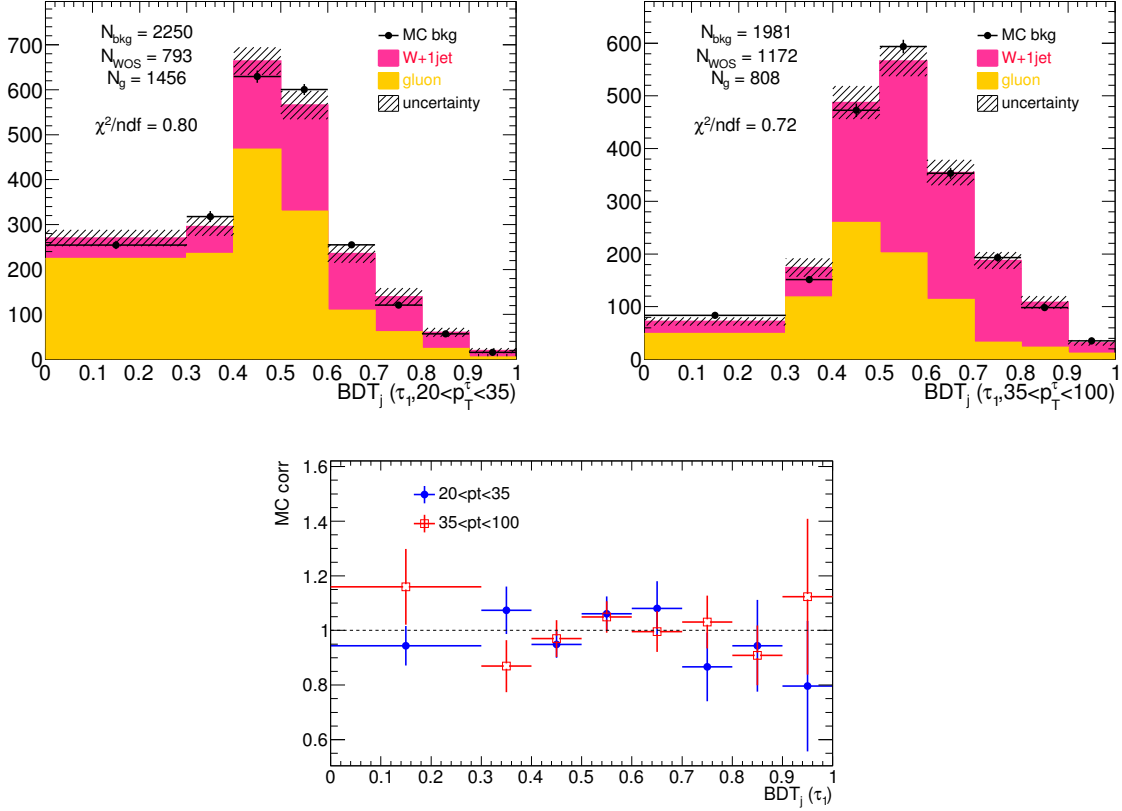 N_bkg = 2250
N_WOS = 793
N_g = 1456
χ²/ndf = 0.80
MC bkg
W+1jet
gluon
uncertainty
700
600
500
400
300
200
100
0
0 0.1 0.2 0.3 0.4 0.5 0.6 0.7 0.8 0.9 1
BDT_j (τ_1,20<p_T^τ<35)
N_bkg = 1981
N_WOS = 1172
N_g = 808
χ²/ndf = 0.72
MC bkg
W+1jet
gluon
uncertainty
600
500
400
300
200
100
0
0 0.1 0.2 0.3 0.4 0.5 0.6 0.7 0.8 0.9 1
BDT_j (τ_1,35<p_T^τ<100)
MC corr
1.6
1.4
1.2
1
0.8
0.6
20<pt<35
35<pt<100
0 0.1 0.2 0.3 0.4 0.5 0.6 0.7 0.8 0.9 1
BDT_j (τ_1)